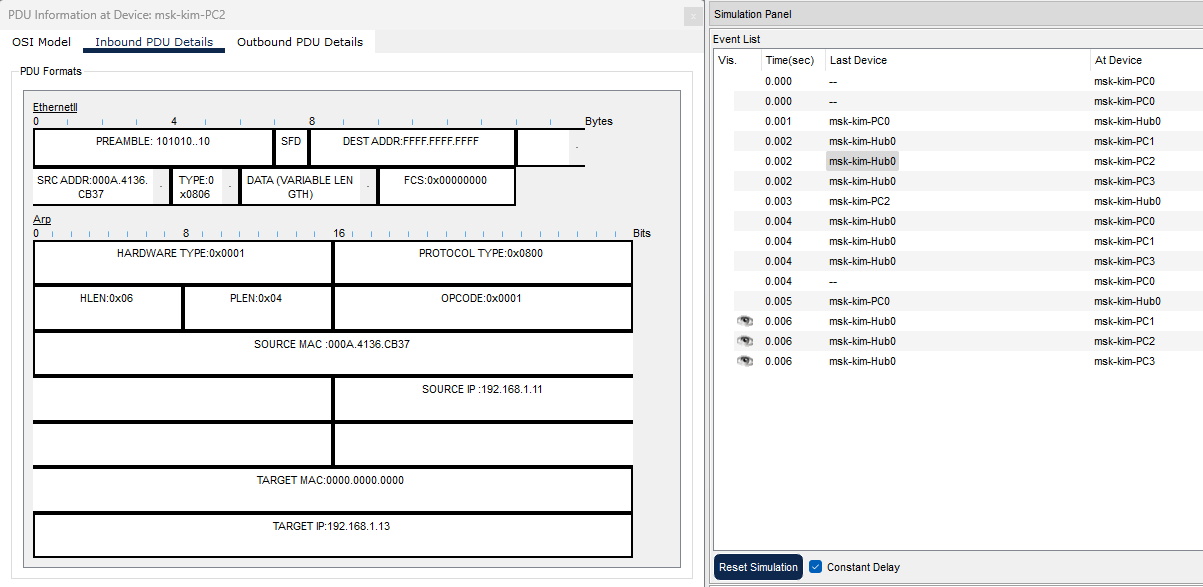 PDU Information at Device: msk-kim-PC2
x
OSI Model Inbound PDU Details Outbound PDU Details
PDU Formats
EthernetII
0 4 8 Bytes
PREAMBLE: 101010..10 SFD DEST ADDR:FFFF.FFFF.FFFF
SRC ADDR:000A.4136. TYPE:0 DATA (VARIABLE LEN FCS:0x00000000
CB37 x0806 GTH)
Arp
0 8 16 Bits
HARDWARE TYPE:0x0001 PROTOCOL TYPE:0x0800
HLEN:0x06 PLEN:0x04 OPCODE:0x0001
SOURCE MAC :000A.4136.CB37
SOURCE IP :192.168.1.11
TARGET MAC:0000.0000.0000
TARGET IP:192.168.1.13
Simulation Panel
Event List
Vis. Time(sec) Last Device At Device
0.000 -- msk-kim-PC0
0.000 -- msk-kim-PC0
0.001 msk-kim-PC0 msk-kim-Hub0
0.002 msk-kim-Hub0 msk-kim-PC1
0.002 msk-kim-Hub0 msk-kim-PC2
0.002 msk-kim-Hub0 msk-kim-PC3
0.003 msk-kim-PC2 msk-kim-Hub0
0.004 msk-kim-Hub0 msk-kim-PC0
0.004 msk-kim-Hub0 msk-kim-PC1
0.004 msk-kim-Hub0 msk-kim-PC3
0.004 -- msk-kim-PC0
0.005 msk-kim-PC0 msk-kim-Hub0
0.006 msk-kim-Hub0 msk-kim-PC1
0.006 msk-kim-Hub0 msk-kim-PC2
0.006 msk-kim-Hub0 msk-kim-PC3
Reset Simulation Constant Delay